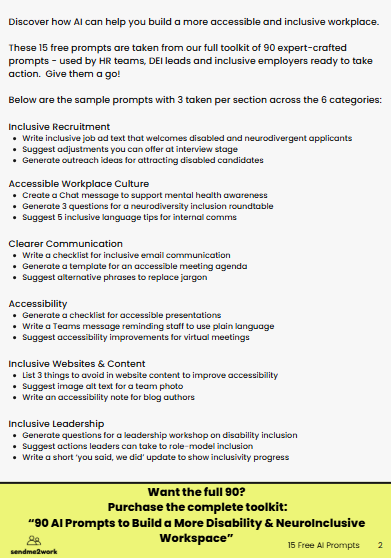 Discover how AI can help you build a more accessible and inclusive workplace.
These 15 free prompts are taken from our full toolkit of 90 expert-crafted
prompts - used by HR teams, DEI leads and inclusive employers ready to take
action.  Give them a go!
Below are the sample prompts with 3 taken per section across the 6 categories:
Inclusive Recruitment
• Write inclusive job ad text that welcomes disabled and neurodivergent applicants
• Suggest adjustments you can offer at interview stage
• Generate outreach ideas for attracting disabled candidates
Accessible Workplace Culture
• Create a Chat message to support mental health awareness
• Generate 3 questions for a neurodiversity inclusion roundtable
• Suggest 5 inclusive language tips for internal comms
Clearer Communication
• Write a checklist for inclusive email communication
• Generate a template for an accessible meeting agenda
• Suggest alternative phrases to replace jargon
Accessibility
• Generate a checklist for accessible presentations
• Write a Teams message reminding staff to use plain language
• Suggest accessibility improvements for virtual meetings
Inclusive Websites & Content
• List 3 things to avoid in website content to improve accessibility
• Suggest image alt text for a team photo
• Write an accessibility note for blog authors
Inclusive Leadership
• Generate questions for a leadership workshop on disability inclusion
• Suggest actions leaders can take to role-model inclusion
• Write a short 'you said, we did' update to show inclusivity progress
Want the full 90?
Purchase the complete toolkit:
"90 AI Prompts to Build a More Disability & NeuroInclusive
Workspace"
sendme2work
15 Free AI Prompts 2